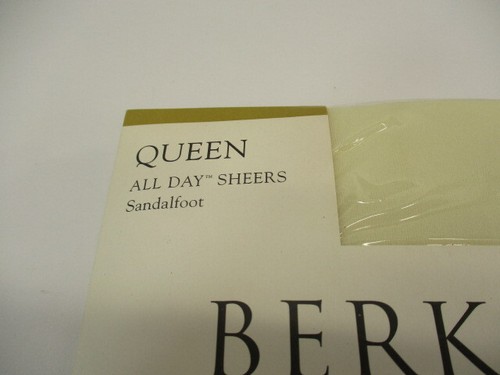 QUEEN
ALL DAY™ SHEERS
Sandalfoot
BERK